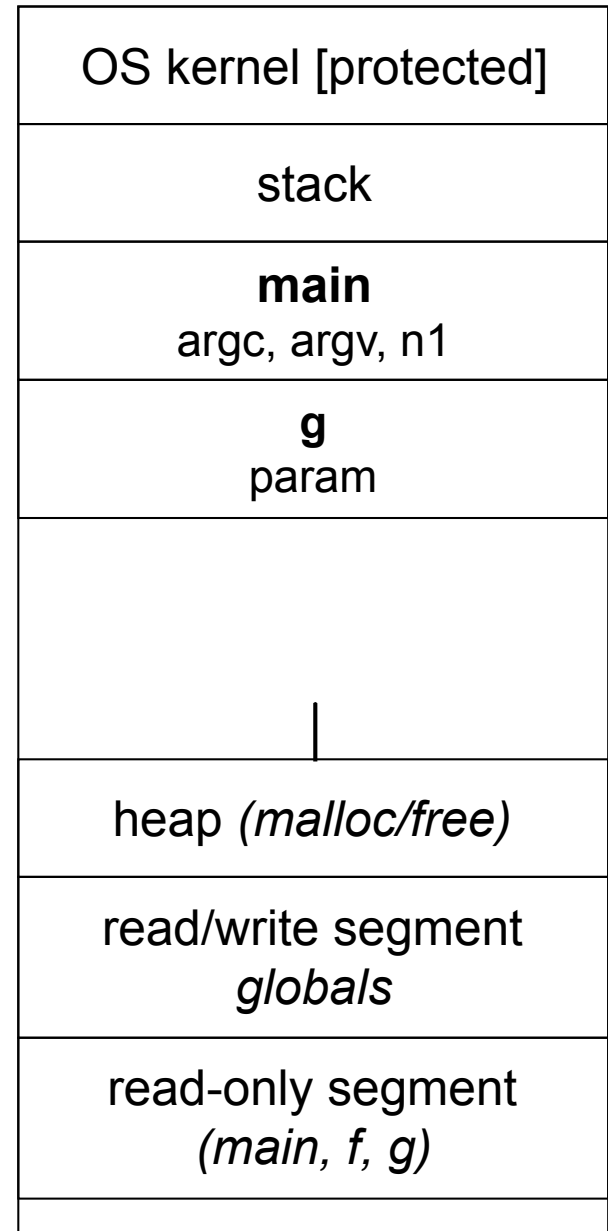 OS kernel [protected]
stack
main
argc, argv, n1
g
param
heap (malloc/free)
read/write segment
globals
read-only segment
(main, f, g)